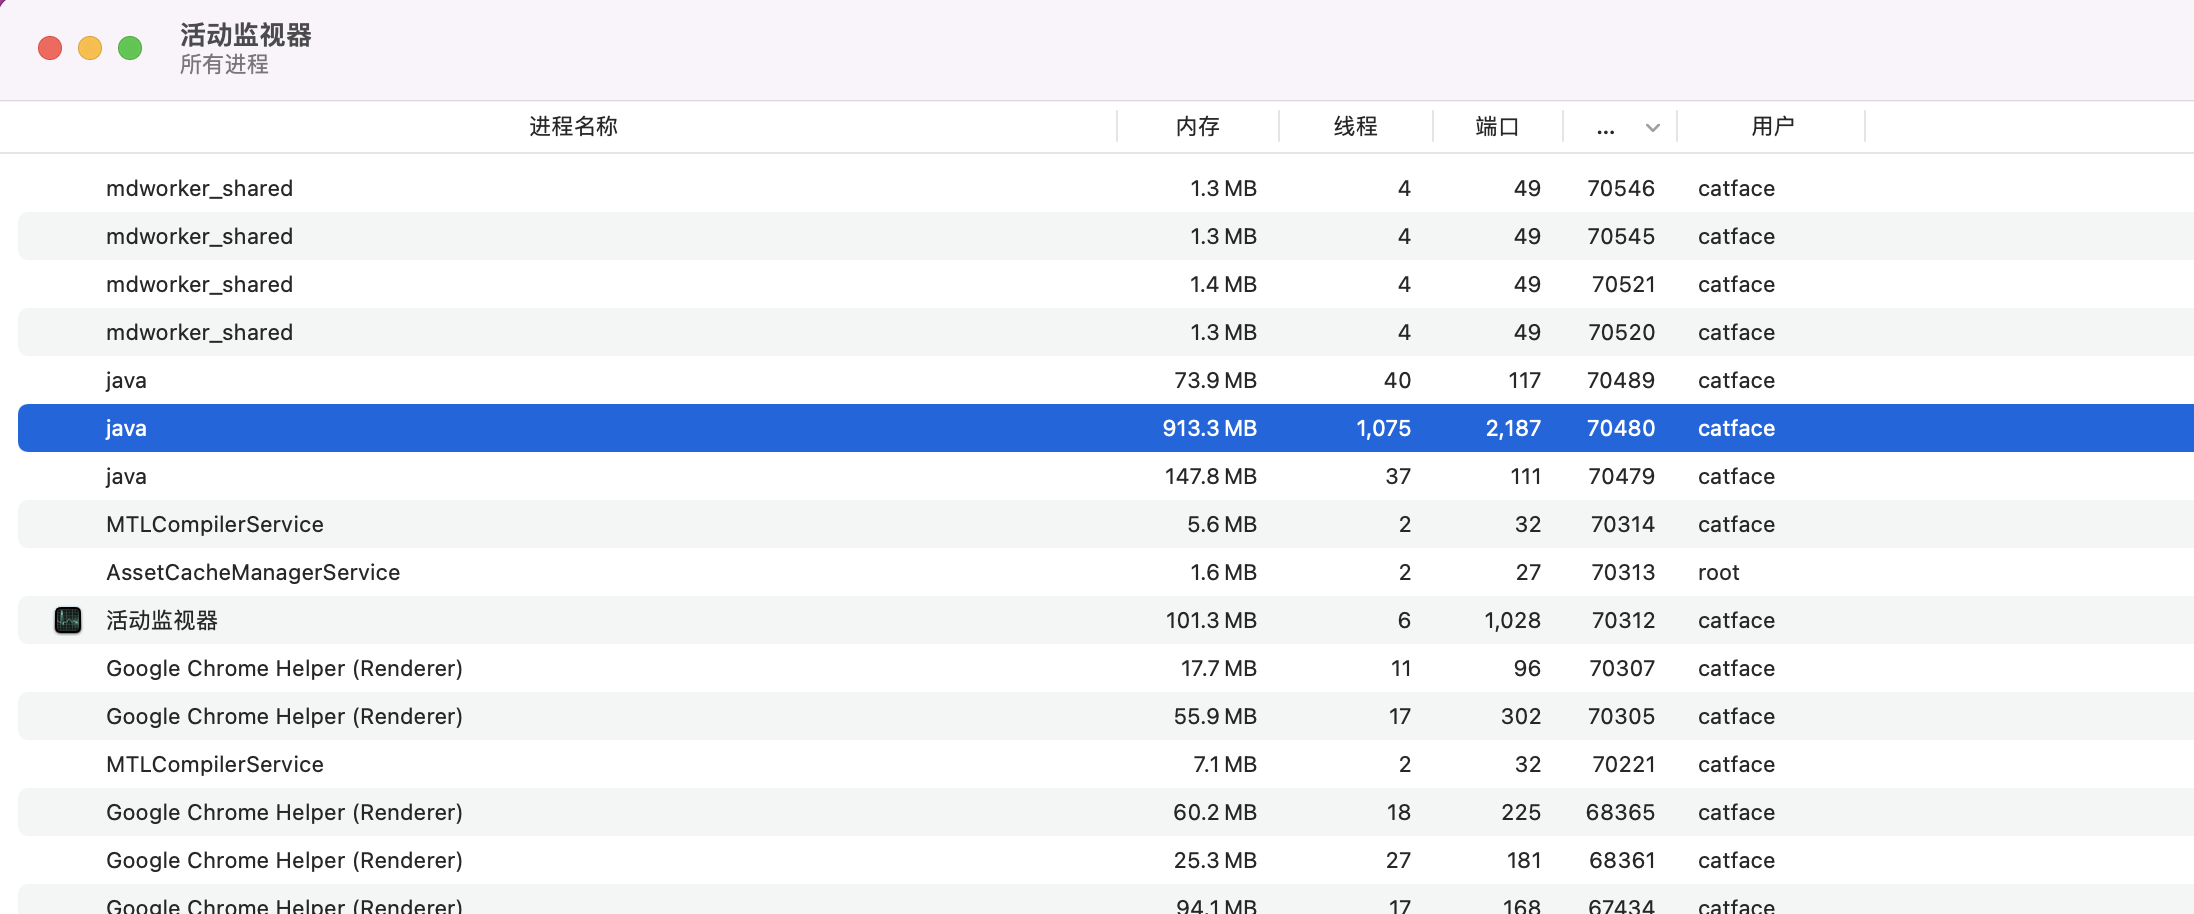 活动监视器
所有进程
进程名称 内存 线程 端口 ... 用户
mdworker_shared 1.3 MB 4 49 70546 catface
mdworker_shared 1.3 MB 4 49 70545 catface
mdworker_shared 1.4 MB 4 49 70521 catface
mdworker_shared 1.3 MB 4 49 70520 catface
java 73.9 MB 40 117 70489 catface
java 913.3 MB 1,075 2,187 70480 catface
java 147.8 MB 37 111 70479 catface
MTLCompilerService 5.6 MB 2 32 70314 catface
AssetCacheManagerService 1.6 MB 2 27 70313 root
活动监视器 101.3 MB 6 1,028 70312 catface
Google Chrome Helper (Renderer) 17.7 MB 11 96 70307 catface
Google Chrome Helper (Renderer) 55.9 MB 17 302 70305 catface
MTLCompilerService 7.1 MB 2 32 70221 catface
Google Chrome Helper (Renderer) 60.2 MB 18 225 68365 catface
Google Chrome Helper (Renderer) 25.3 MB 27 181 68361 catface
Google Chrome Helper (Renderer) 94.1 MB 17 168 67434 catface